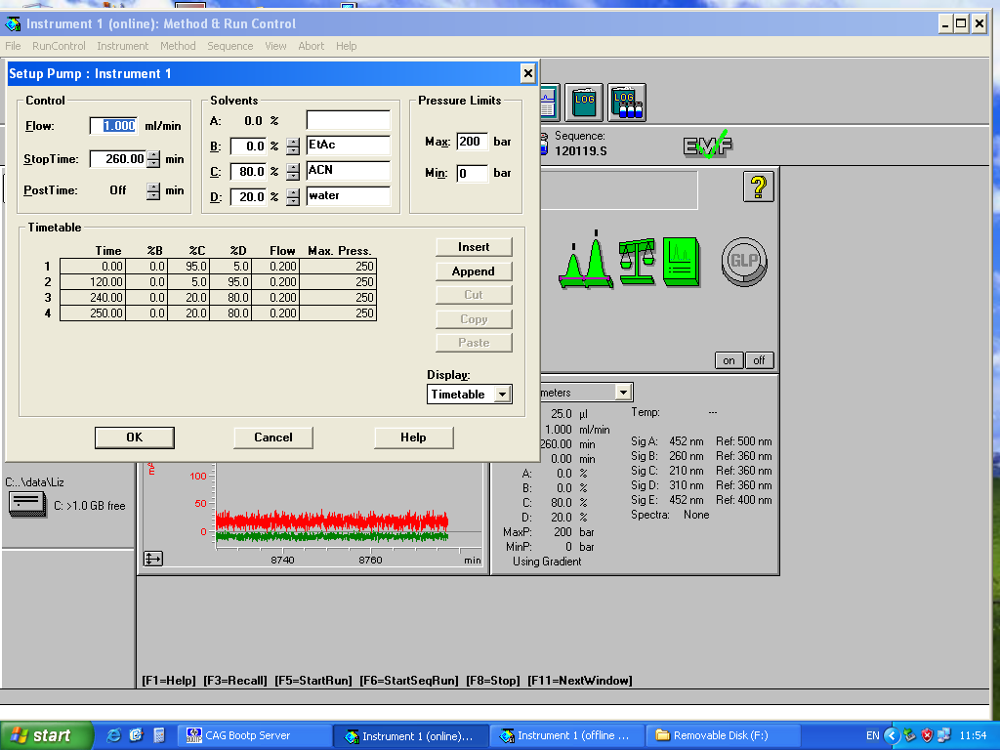 Instrument 1 (online): Method & Run Control
File RunControl Instrument Method Sequence View Abort Help
Setup Pump : Instrument 1
Control
Flow: 1.000 ml/min
StopTime: 260.00 min
PostTime: Off min
Solvents
A: 0.0 %
B: 0.0 % EtAc
C: 80.0 % ACN
D: 20.0 % water
Pressure Limits
Max: 200 bar
Min: 0 bar
Timetable
Time %B %C %D Flow Max. Press.
1 0.00 0.0 95.0 5.0 0.200 250
2 120.00 0.0 5.0 95.0 0.200 250
3 240.00 0.0 20.0 80.0 0.200 250
4 250.00 0.0 20.0 80.0 0.200 250
Insert
Append
Cut
Copy
Paste
Display:
Timetable
OK Cancel Help
LOG LOG
Sequence:
120119.S
EMF
?
GLP
on off
meters
25.0 µl
1.000 ml/min
260.00 min
0.00 min
A: 0.0 %
B: 0.0 %
C: 80.0 %
D: 20.0 %
MaxP: 200 bar
MinP: 0 bar
Using Gradient
Temp: ---
Sig A: 452 nm Ref: 500 nm
Sig B: 260 nm Ref: 360 nm
Sig C: 210 nm Ref: 360 nm
Sig D: 310 nm Ref: 360 nm
Sig E: 452 nm Ref: 400 nm
Spectra: None
C:..\data\Liz
C: >1.0 GB free
100
50
0
8740 8760 min
[F1=Help] [F3=Recall] [F5=StartRun] [F6=StartSeqRun] [F8=Stop] [F11=NextWindow]
start CAG Bootp Server Instrument 1 (online)... Instrument 1 (offline ... Removable Disk (F:) EN 11:54